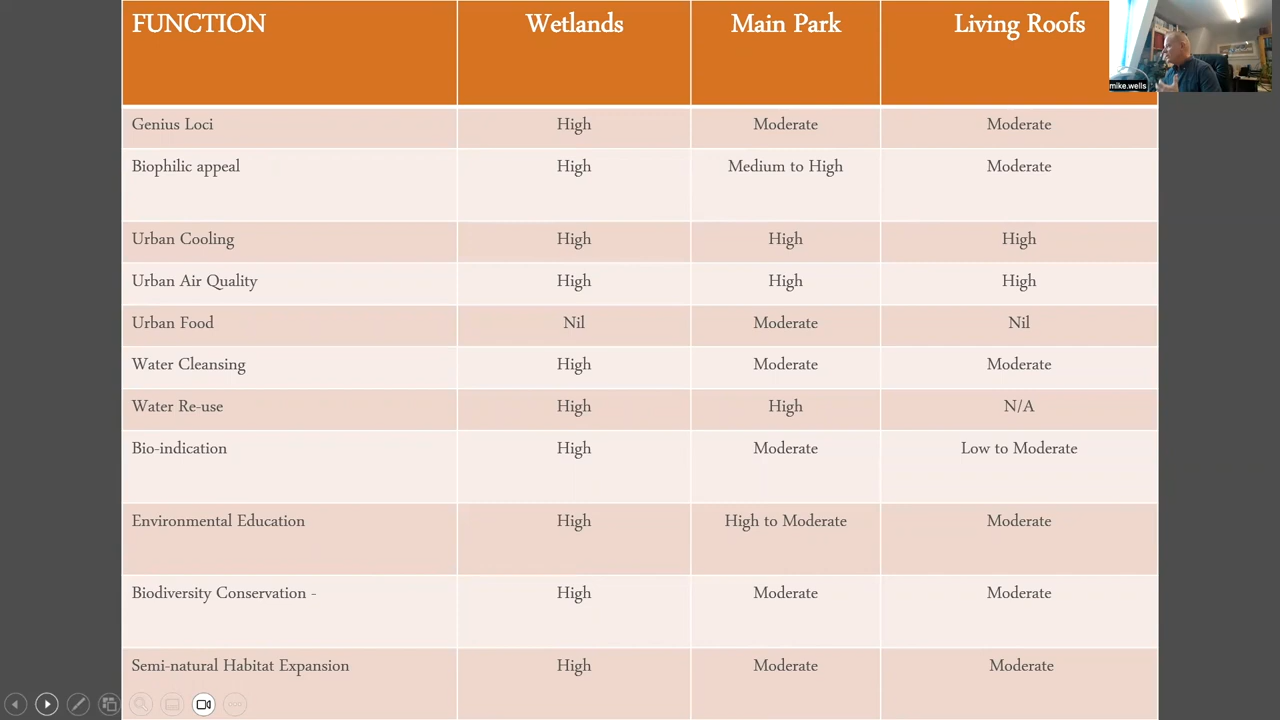 FUNCTION Wetlands Main Park Living Roofs
mike.wells
Genius Loci High Moderate Moderate
Biophilic appeal High Medium to High Moderate
Urban Cooling High High High
Urban Air Quality High High High
Urban Food Nil Moderate Nil
Water Cleansing High Moderate Moderate
Water Re-use High High N/A
Bio-indication High Moderate Low to Moderate
Environmental Education High High to Moderate Moderate
Biodiversity Conservation - High Moderate Moderate
Semi-natural Habitat Expansion High Moderate Moderate